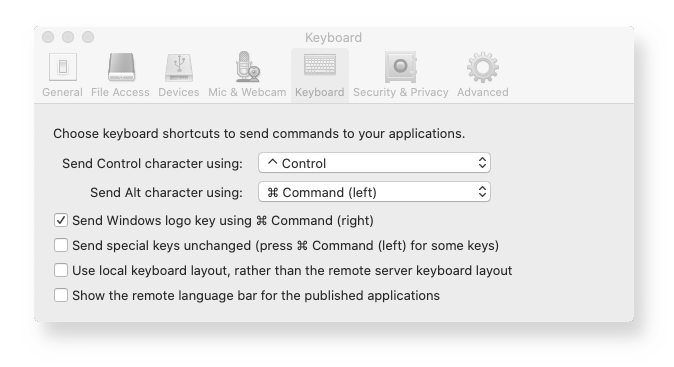 Keyboard
General File Access Devices Mic & Webcam Keyboard Security & Privacy Advanced
Choose keyboard shortcuts to send commands to your applications.
Send Control character using: ^ Control
Send Alt character using: ⌘ Command (left)
Send Windows logo key using ⌘ Command (right)
Send special keys unchanged (press ⌘ Command (left) for some keys)
Use local keyboard layout, rather than the remote server keyboard layout
Show the remote language bar for the published applications